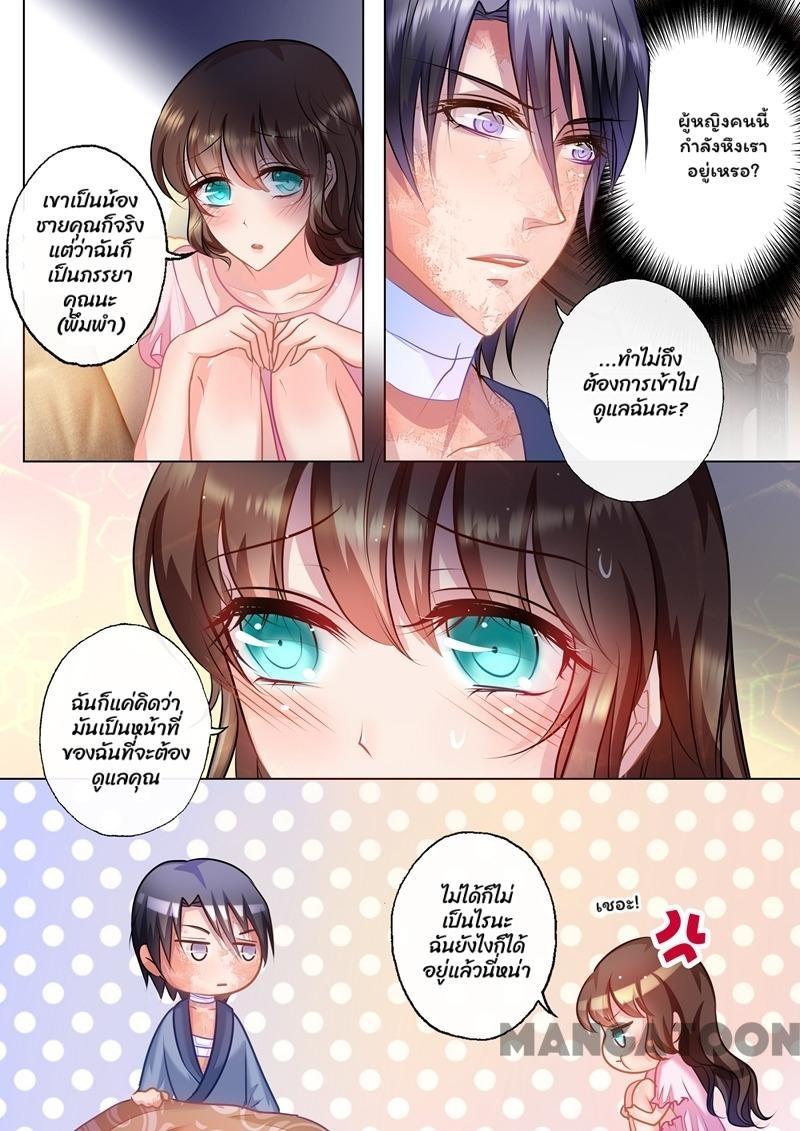 เขาเป็นน้อง
ชายคุณก็จริง
แต่ว่าฉันก็
เป็นภรรยา
คุณนะ
(พึมพำ)
ผู้หญิงคนนี้
กำลังหึงเรา
อยู่เหรอ?
...ทำไมถึง
ต้องการเข้าไป
ดูแลฉันละ?
ฉันก็แค่คิดว่า
มันเป็นหน้าที่
ของฉันที่จะต้อง
ดูแลคุณ
ไม่ได้ก็ไม่
เป็นไรนะ
ฉันยังไงก็ได้
อยู่แล้วนี่หน่า
เชอะ!
MANGATOON